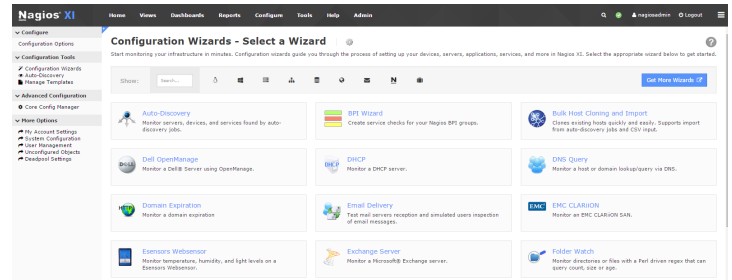 Nagios® XI Home Views Dashboards Reports Configure Tools Help Admin nagiosadmin Logout
Configure
Configuration Options
Configuration Tools
Configuration Wizards
Auto-Discovery
Manage Templates
Advanced Configuration
Core Config Manager
More Options
My Account Settings
System Configuration
User Management
Unconfigured Objects
Deadpool Settings
Configuration Wizards - Select a Wizard
Start monitoring your infrastructure in minutes. Configuration wizards guide you through the process of setting up your devices, servers, applications, services, and more in Nagios XI. Select the appropriate wizard below to get started.
Show: Search... N Get More Wizards
Auto-Discovery
Monitor servers, devices, and services found by auto-
discovery jobs.
BPI Wizard
Create service checks for your Nagios BPI groups.
Bulk Host Cloning and Import
Clones existing hosts quickly and easily. Supports import
from auto-discovery jobs and CSV input.
DELL
Dell OpenManage
Monitor a Dell® Server using OpenManage.
DHCP
DHCP
Monitor a DHCP server.
DNS Query
Monitor a host or domain lookup/query via DNS.
HTTP
Domain Expiration
Monitor a domain expiration
Email Delivery
Test mail servers reception and simulated users inspection
of email messages.
EMC
EMC CLARiiON
Monitor an EMC CLARiiON SAN.
Esensors Websensor
Monitor temperature, humidity, and light levels on a
Esensors Websensor.
Exchange Server
Monitor a Microsoft® Exchange server.
Folder Watch
Monitor directories or files with a Perl driven regex that can
query count, size or age.